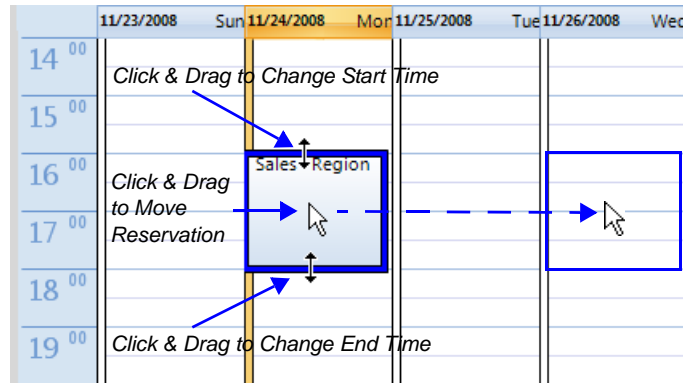 11/23/2008 Sun 11/24/2008 Mon 11/25/2008 Tue 11/26/2008 Wed
14 00
Click & Drag to Change Start Time
15 00
16 00
Sales Region
Click & Drag
to Move
Reservation
17 00
18 00
19 00
Click & Drag to Change End Time